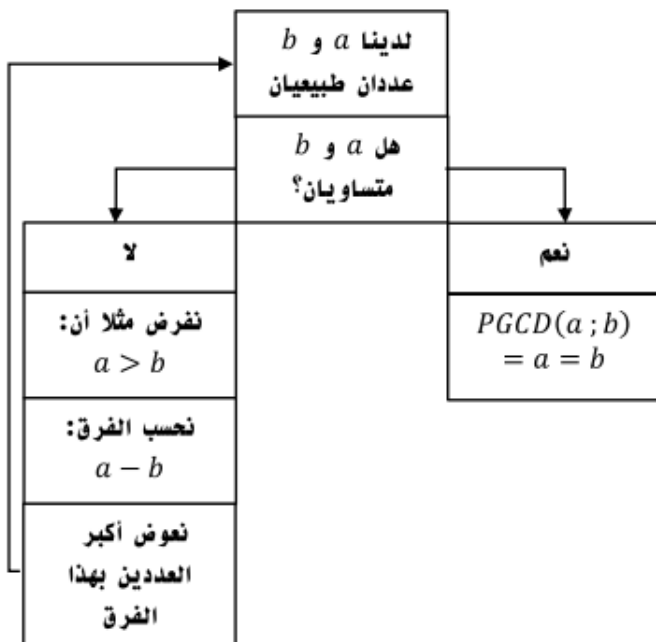 لدينا a و b
عددان طبيعيان
هل a و b
متساويان؟
نعم
PGCD(a ; b)
= a = b
لا
نفرض مثلا أن:
a > b
نحسب الفرق:
a − b
نعوض أكبر
العددين بهذا
الفرق